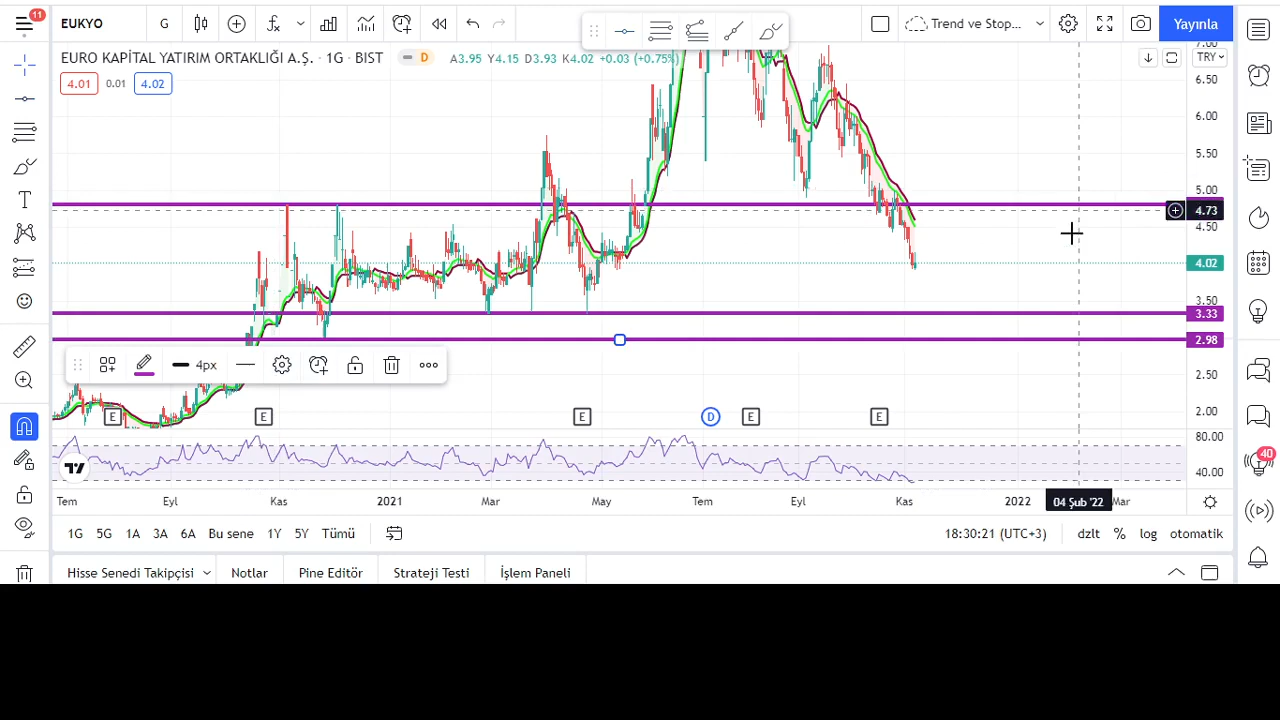 11
EUKYO
G
Trend ve Stop...
Yayınla
EURO KAPİTAL YATIRIM ORTAKLIĞI A.Ş. · 1G · BIST
D
A3.95 Y4.15 D3.93 K4.02 +0.03 (+0.75%)
TRY
4.01
0.01
4.02
7.00
6.50
6.00
5.50
5.00
4.73
4.50
4.02
3.50
3.33
2.98
2.50
2.00
4px
E
E
E
D
E
E
80.00
40.00
40
Tem
Eyl
Kas
2021
Mar
May
Tem
Eyl
Kas
2022
04 Şub '22
Mar
1G
5G
1A
3A
6A
Bu sene
1Y
5Y
Tümü
18:30:21 (UTC+3)
dzlt
%
log
otomatik
Hisse Senedi Takipçisi
Notlar
Pine Editör
Strateji Testi
İşlem Paneli